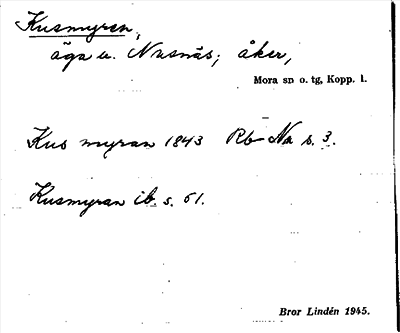 Kusmyren,
äga u. Nusnäs; åker,
Mora sn o. tg, Kopp. l.
Kus myran 1843 Rb Na s. 3.
Kusmyran ib. s. 61.
Bror Lindén 1945.